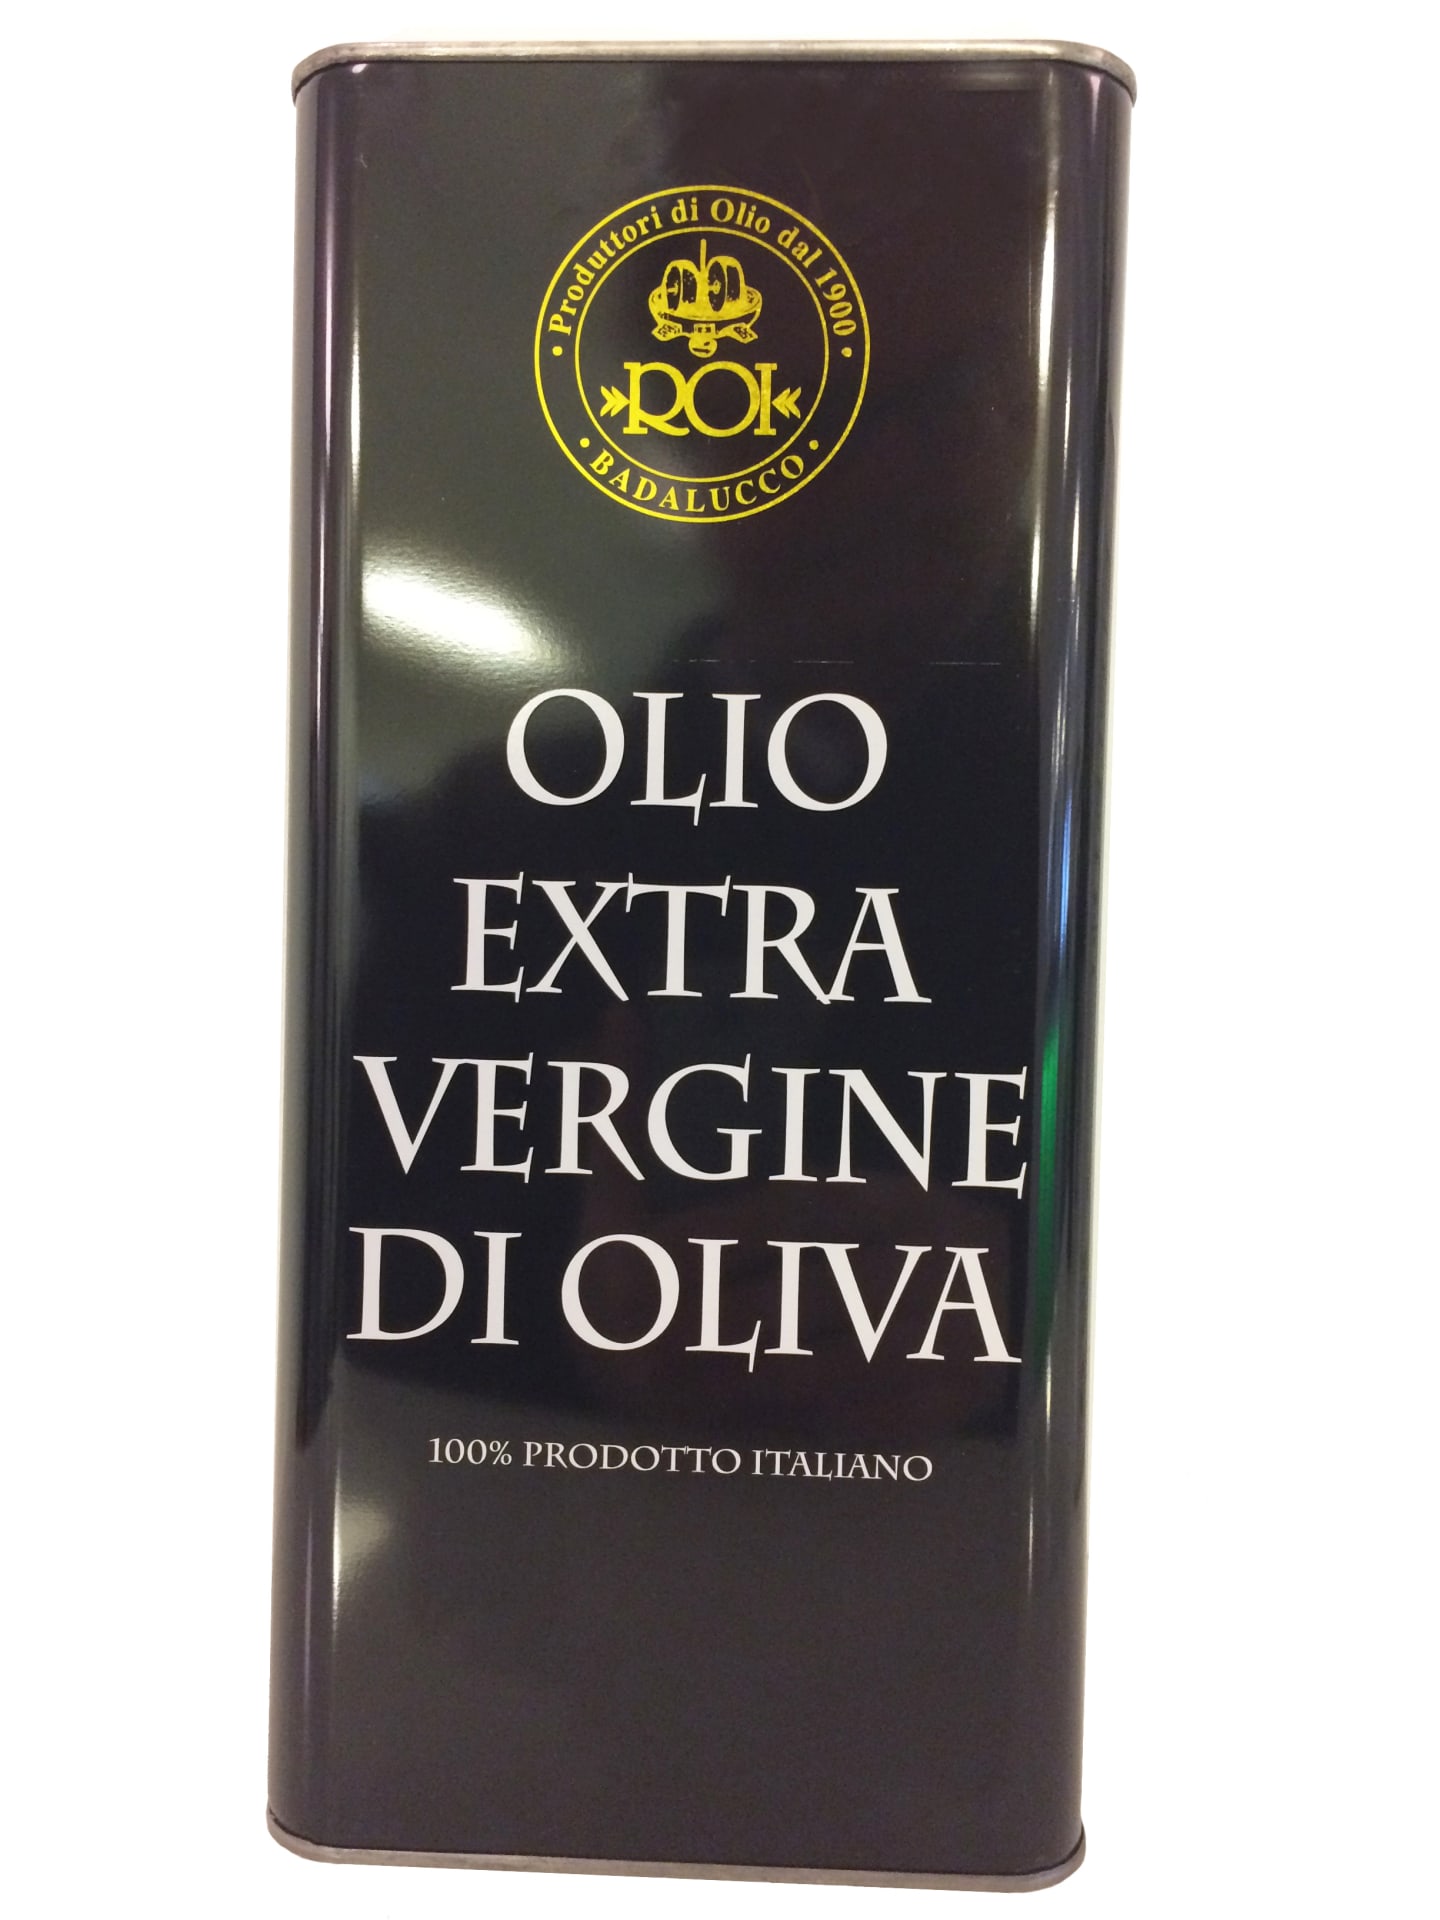 Produttori di Olio dal 1900
ROI
BADALUCCO
OLIO
EXTRA
VERGINE
DI OLIVA
100% PRODOTTO ITALIANO